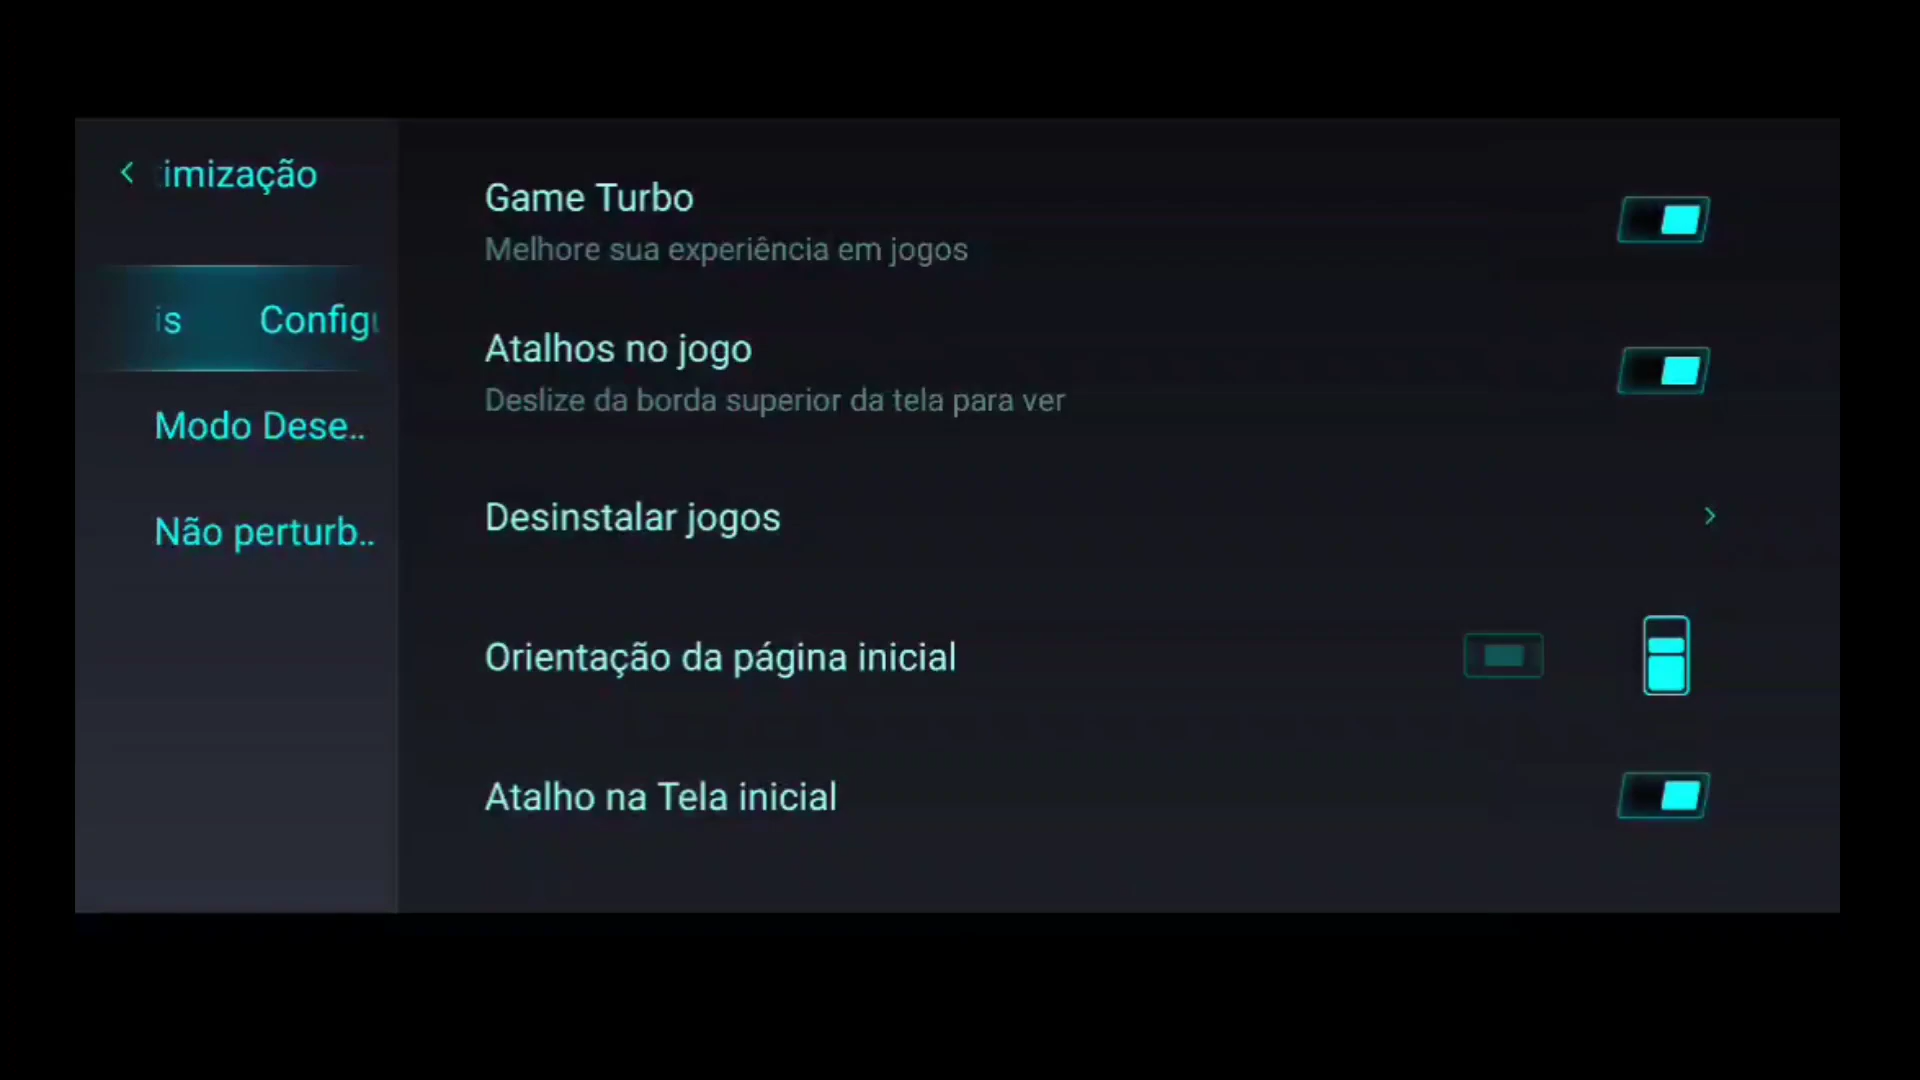 imização
is Config
Modo Dese..
Não perturb..
Game Turbo
Melhore sua experiência em jogos
Atalhos no jogo
Deslize da borda superior da tela para ver
Desinstalar jogos
Orientação da página inicial
Atalho na Tela inicial